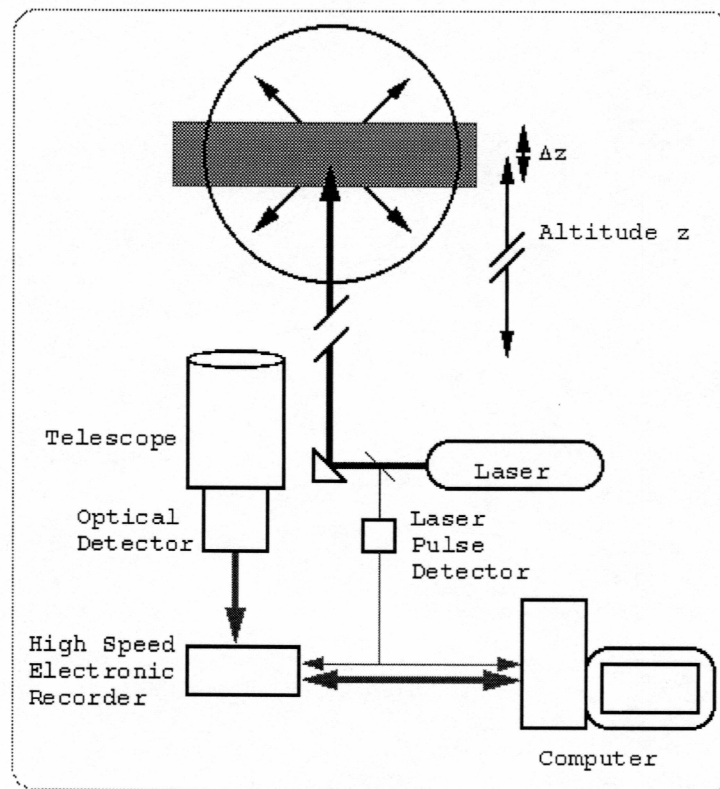 Δz
Altitude z
Telescope
Laser
Optical
Detector
Laser
Pulse
Detector
High Speed
Electronic
Recorder
Computer